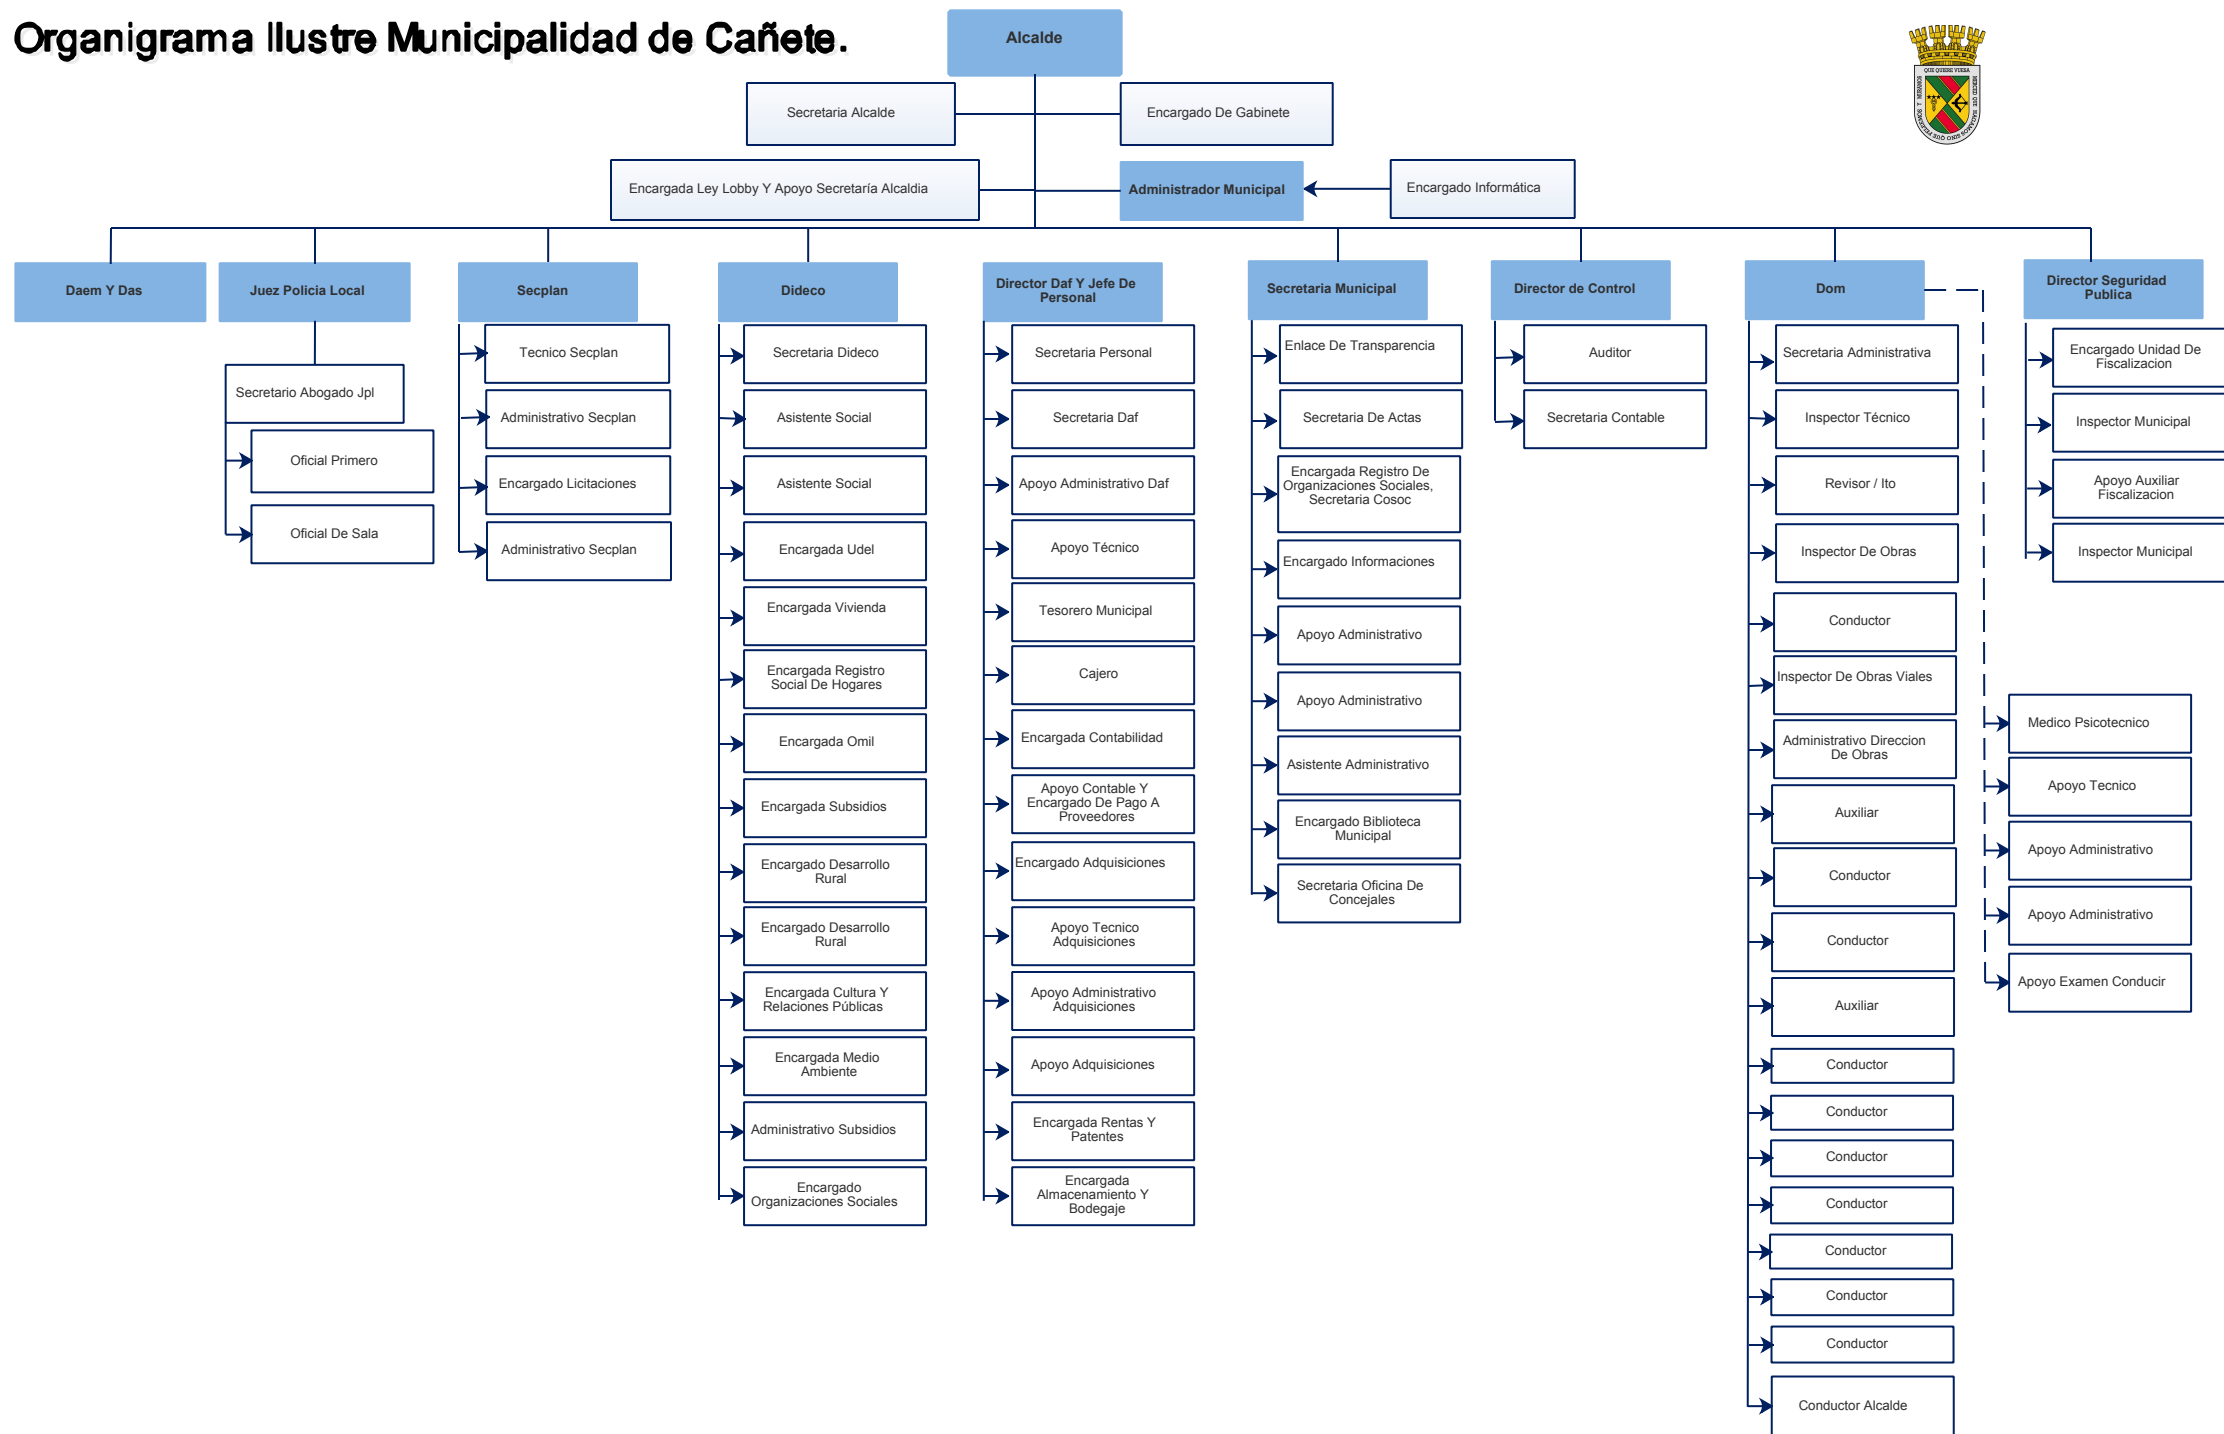 Organigrama Ilustre Municipalidad de Cañete.
Alcalde
QUE QUIERE VUESA
MERCED QUE HAGAMOS SINO QUE PELEEMOS Y MURAMOS
Secretaria Alcalde
Encargado De Gabinete
Encargada Ley Lobby Y Apoyo Secretaría Alcaldia
Administrador Municipal
Encargado Informática
Daem Y Das
Juez Policia Local
Secretario Abogado Jpl
Oficial Primero
Oficial De Sala
Secplan
Tecnico Secplan
Administrativo Secplan
Encargado Licitaciones
Administrativo Secplan
Dideco
Secretaria Dideco
Asistente Social
Asistente Social
Encargada Udel
Encargada Vivienda
Encargada Registro
Social De Hogares
Encargada Omil
Encargada Subsidios
Encargado Desarrollo
Rural
Encargado Desarrollo
Rural
Encargada Cultura Y
Relaciones Públicas
Encargada Medio
Ambiente
Administrativo Subsidios
Encargado
Organizaciones Sociales
Director Daf Y Jefe De
Personal
Secretaria Personal
Secretaria Daf
Apoyo Administrativo Daf
Apoyo Técnico
Tesorero Municipal
Cajero
Encargada Contabilidad
Apoyo Contable Y
Encargado De Pago A
Proveedores
Encargado Adquisiciones
Apoyo Tecnico
Adquisiciones
Apoyo Administrativo
Adquisiciones
Apoyo Adquisiciones
Encargada Rentas Y
Patentes
Encargada
Almacenamiento Y
Bodegaje
Secretaria Municipal
Enlace De Transparencia
Secretaria De Actas
Encargada Registro De
Organizaciones Sociales,
Secretaria Cosoc
Encargado Informaciones
Apoyo Administrativo
Apoyo Administrativo
Asistente Administrativo
Encargado Biblioteca
Municipal
Secretaria Oficina De
Concejales
Director de Control
Auditor
Secretaria Contable
Dom
Secretaria Administrativa
Inspector Técnico
Revisor / Ito
Inspector De Obras
Conductor
Inspector De Obras Viales
Administrativo Direccion
De Obras
Auxiliar
Conductor
Conductor
Auxiliar
Conductor
Conductor
Conductor
Conductor
Conductor
Conductor
Conductor
Conductor Alcalde
Medico Psicotecnico
Apoyo Tecnico
Apoyo Administrativo
Apoyo Administrativo
Apoyo Examen Conducir
Director Seguridad
Publica
Encargado Unidad De
Fiscalizacion
Inspector Municipal
Apoyo Auxiliar
Fiscalizacion
Inspector Municipal